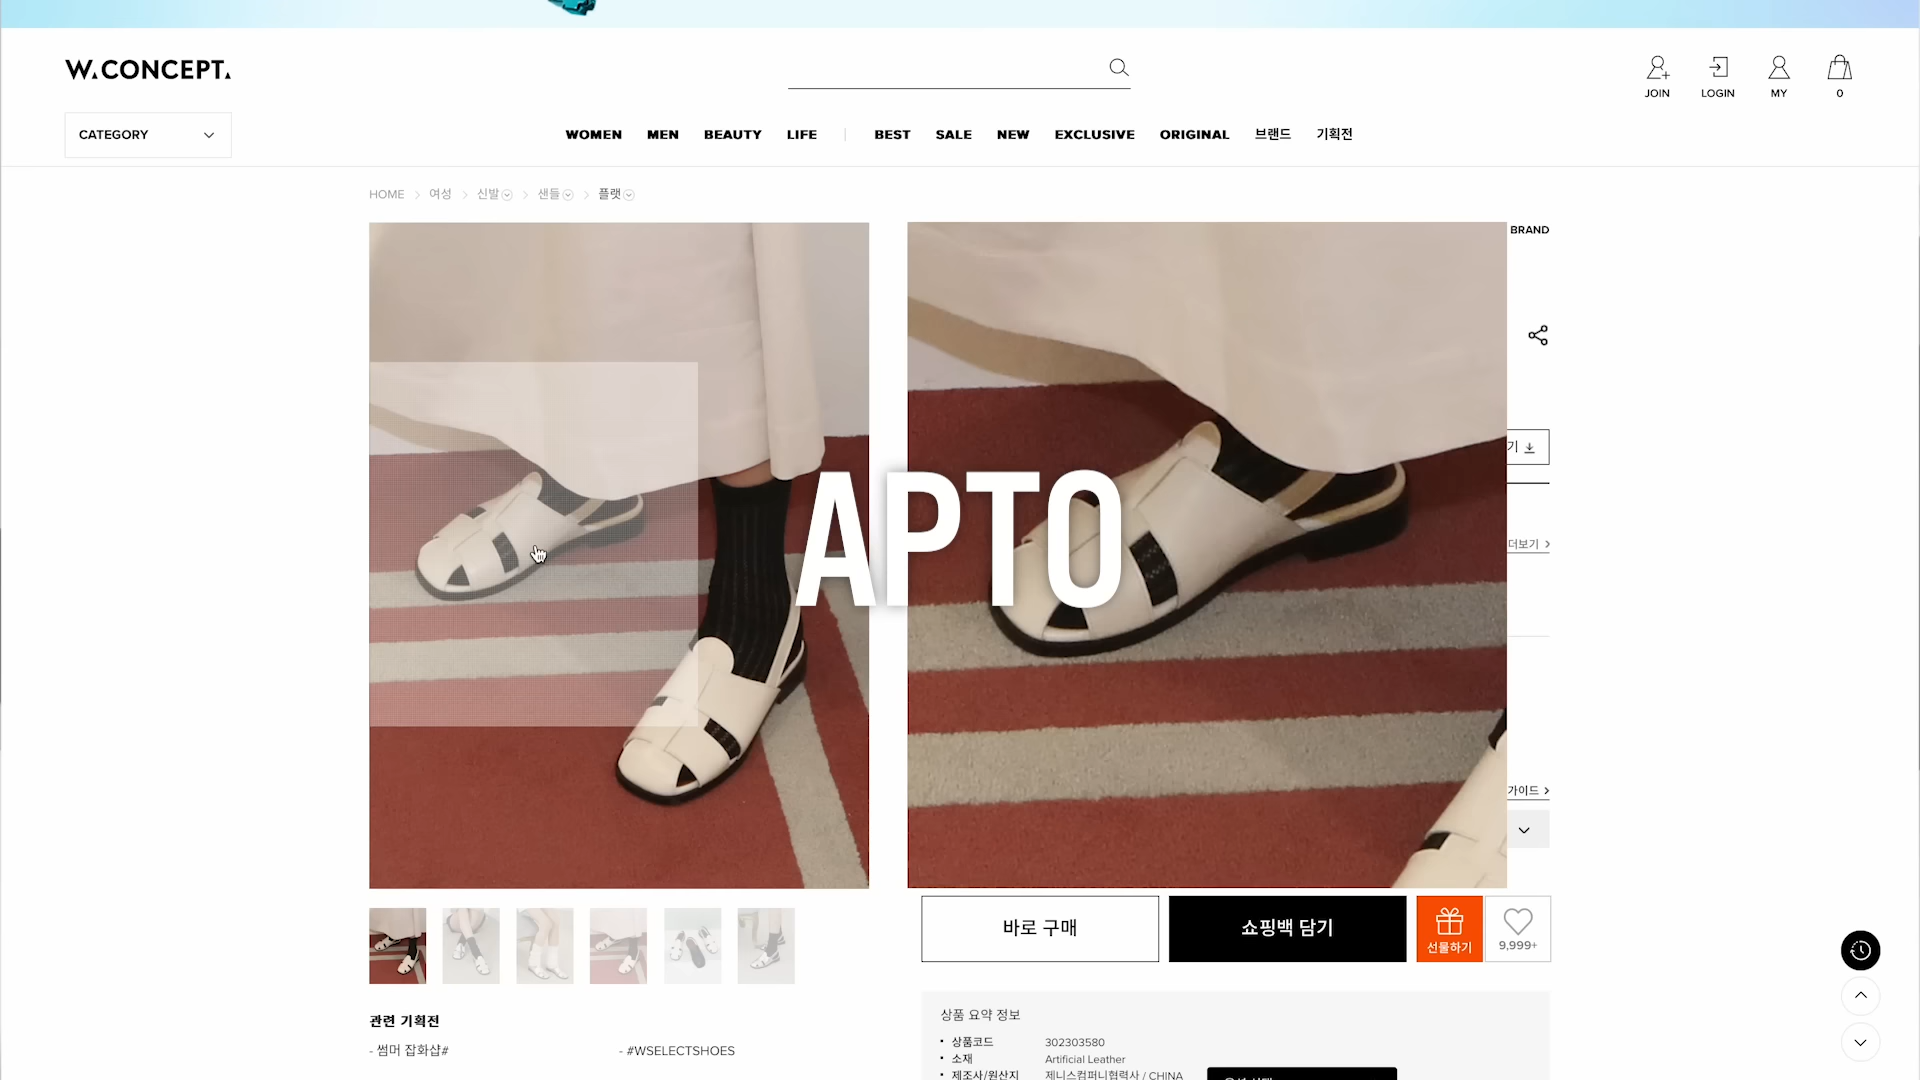 W.CONCEPT.
JOIN
LOGIN
MY
0
CATEGORY
WOMEN MEN BEAUTY LIFE BEST SALE NEW EXCLUSIVE ORIGINAL 브랜드 기획전
HOME 여성 신발 샌들 플랫
BRAND
기
더보기
APTO
가이드
바로 구매
쇼핑백 담기
선물하기
9,999+
관련 기획전
- 썸머 잡화샵#
- #WSELECTSHOES
상품 요약 정보
• 상품코드 302303580
• 소재 Artificial Leather
• 제조사/원산지 제니스컴퍼니협력사 / CHINA